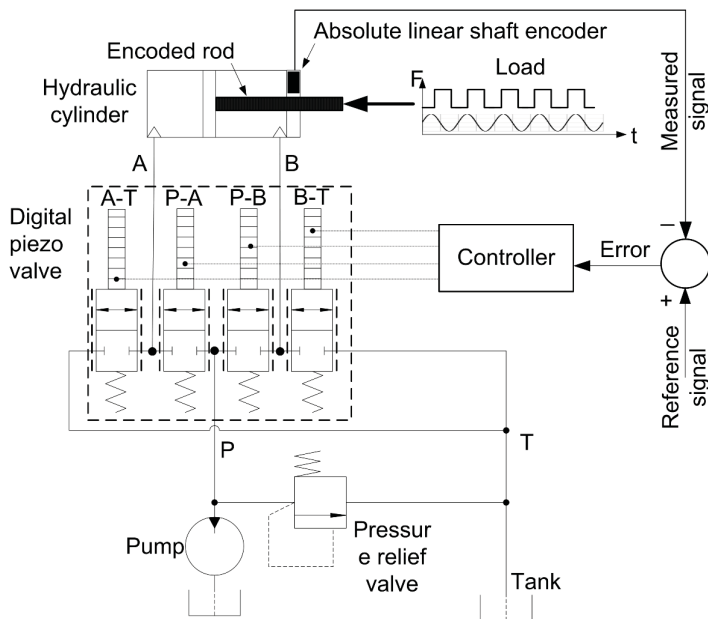 Absolute linear shaft encoder
Encoded rod
Hydraulic
cylinder
Load
F
t
Measured
signal
A
B
A-T
P-A
P-B
B-T
Digital
piezo
valve
Controller
Error
–
+
Reference
signal
P
T
Pump
Pressur
e relief
valve
Tank